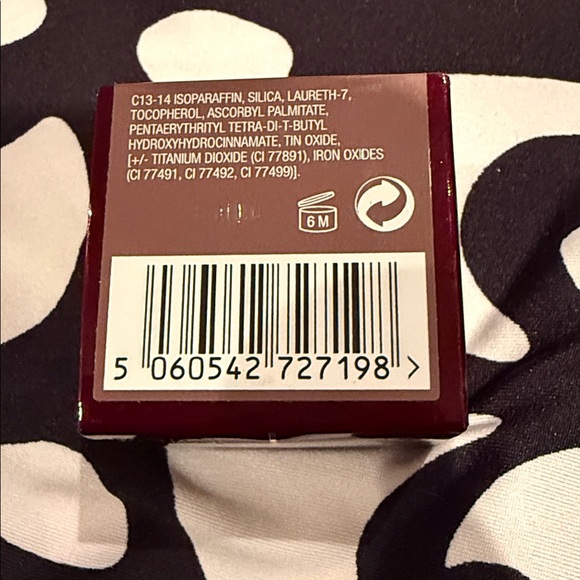 C13-14 ISOPARAFFIN, SILICA, LAURETH-7,
TOCOPHEROL, ASCORBYL PALMITATE,
PENTAERYTHRITYL TETRA-DI-T-BUTYL
HYDROXYHYDROCINNAMATE, TIN OXIDE,
[+/- TITANIUM DIOXIDE (CI 77891), IRON OXIDES
(CI 77491, CI 77492, CI 77499)].
6 M
5 060542 727198 >